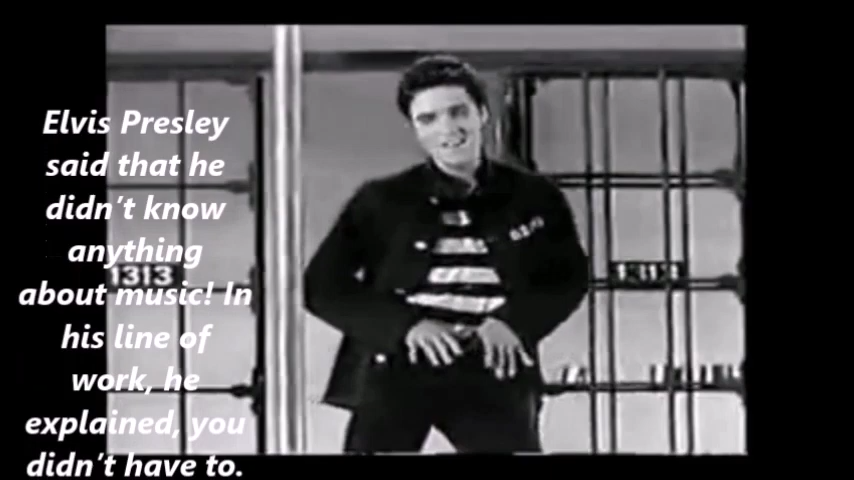 Elvis Presley
said that he
didn't know
anything
1313
about music! In
his line of
work, he
explained, you
didn't have to.
1313